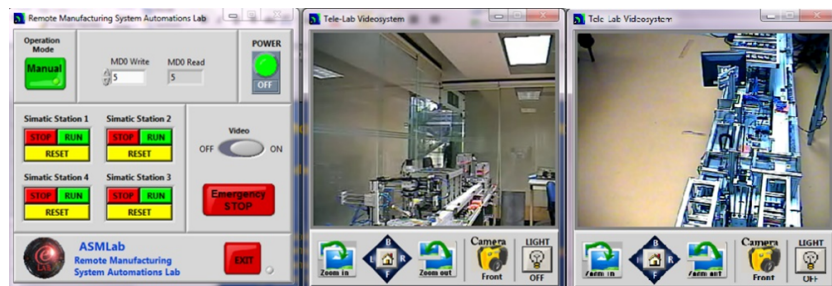 Remote Manufacturing System Automations Lab
Operation
Mode
Manual
MD0 Write
5
MD0 Read
5
POWER
OFF
Simatic Station 1
STOP RUN
RESET
Simatic Station 2
STOP RUN
RESET
Simatic Station 4
STOP RUN
RESET
Simatic Station 3
STOP RUN
RESET
Video
OFF ON
Emergency
STOP
ASMLab
Remote Manufacturing
System Automations Lab
EXIT
Tele-Lab Videosystem
Zoom in
B
L R
F
Zoom out
Camera
Front
LIGHT
OFF
Tele-Lab Videosystem
Zoom in
B
L R
F
Zoom out
Camera
Front
LIGHT
OFF